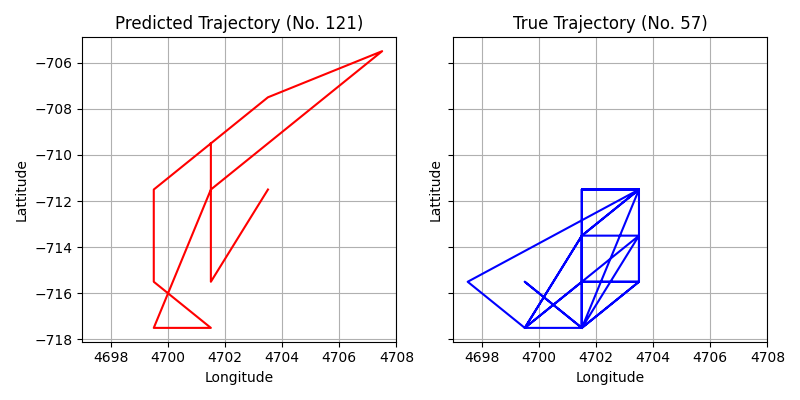 Predicted Trajectory (No. 121)
True Trajectory (No. 57)
Lattitude
−706
−708
−710
−712
−714
−716
−718
4698 4700 4702 4704 4706 4708
Longitude
Lattitude
4698 4700 4702 4704 4706 4708
Longitude